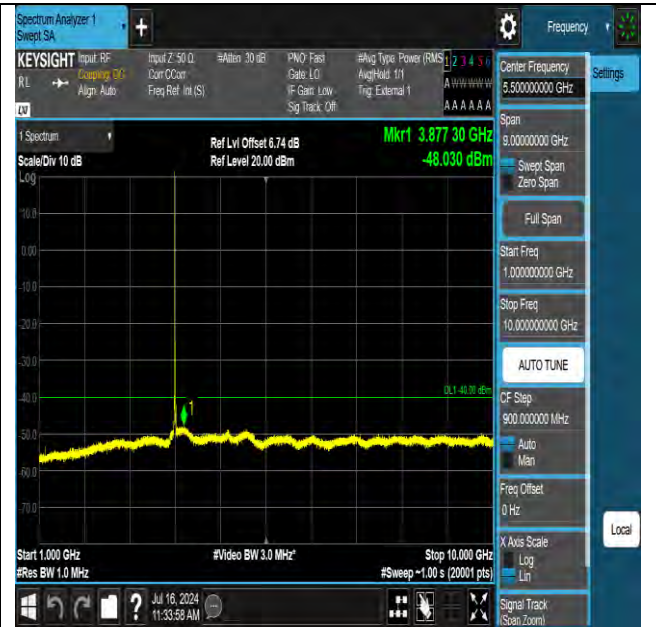 Spectrum Analyzer 1
Swept SA
+
Frequency
KEYSIGHT
RL
Input: RF
Coupling: DC
Align: Auto
Input Z: 50 Ω
Corr CCorr
Freq Ref: Int (S)
#Atten: 30 dB
PNO: Fast
Gate: LO
IF Gain: Low
Sig Track: Off
#Avg Type: Power (RMS
Avg|Hold: 1/1
Trig: External 1
1 2 3 4 5 6
A W W W W W
A A A A A A
LXI
1 Spectrum
Scale/Div 10 dB
Ref Lvl Offset 6.74 dB
Ref Level 20.00 dBm
Mkr1 3.877 30 GHz
-48.030 dBm
Log
10.0
0.00
-10.0
-20.0
-30.0
-40.0
-50.0
-60.0
-70.0
1
DL1 -40.00 dBm
Start 1.000 GHz
#Res BW 1.0 MHz
#Video BW 3.0 MHz*
Stop 10.000 GHz
#Sweep ~1.00 s (20001 pts)
?
Jul 16, 2024
11:33:58 AM
Center Frequency
5.500000000 GHz
Settings
Span
9.00000000 GHz
Swept Span
Zero Span
Full Span
Start Freq
1.000000000 GHz
Stop Freq
10.000000000 GHz
AUTO TUNE
CF Step
900.000000 MHz
Auto
Man
Freq Offset
0 Hz
X Axis Scale
Log
Lin
Signal Track
(Span Zoom)
Local